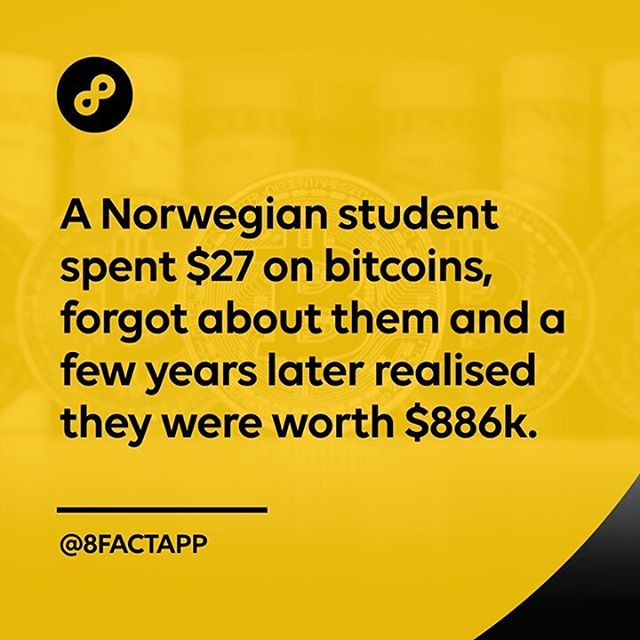 A Norwegian student
spent $27 on bitcoins,
forgot about them and a
few years later realised
they were worth $886k.
@8FACTAPP